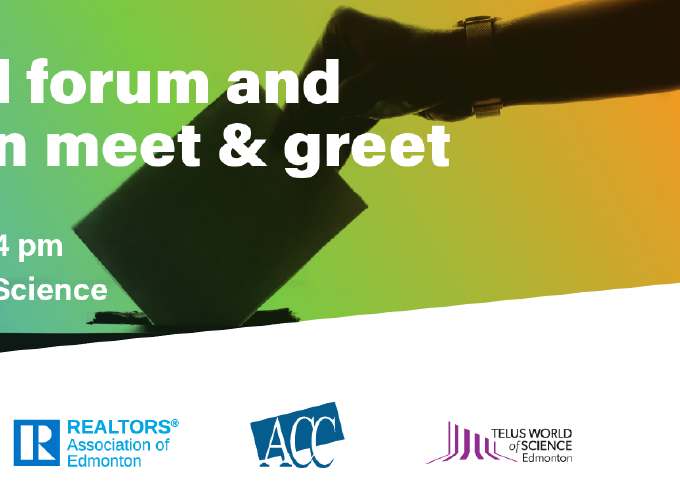 l forum and
n meet & greet
4 pm
Science
REALTORS®
Association of
Edmonton
ACC
TELUS WORLD
of SCIENCE
Edmonton